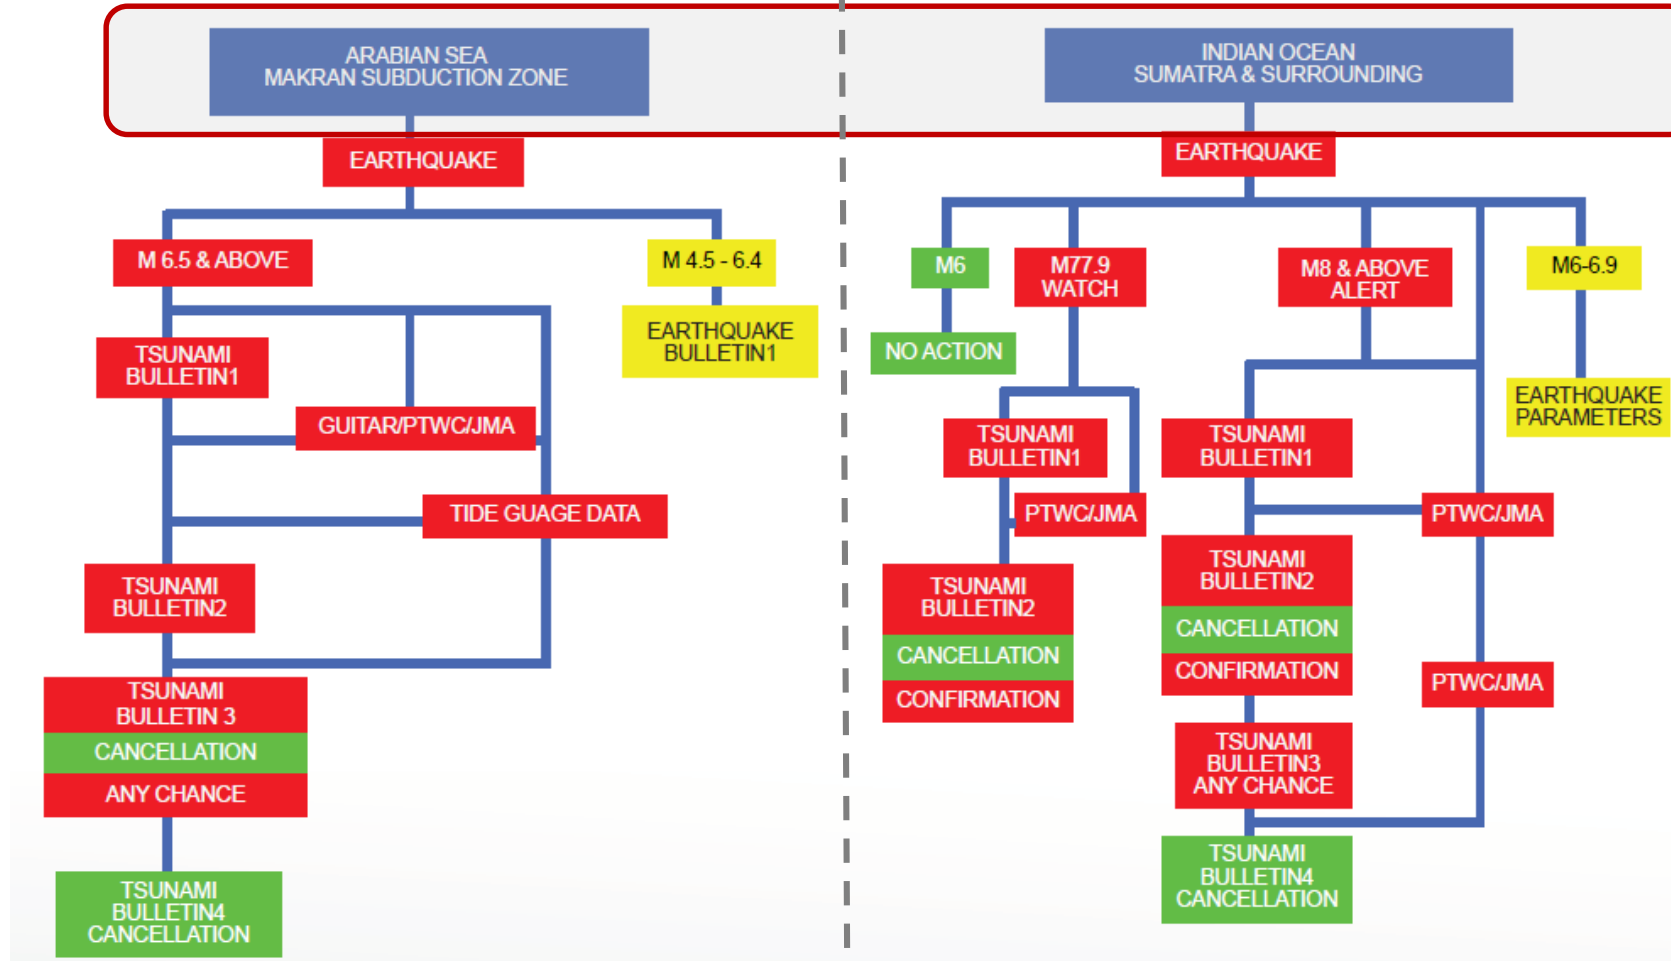 ARABIAN SEA
MAKRAN SUBDUCTION ZONE
EARTHQUAKE
M 6.5 & ABOVE
M 4.5 - 6.4
TSUNAMI
BULLETIN1
EARTHQUAKE
BULLETIN1
GUITAR/PTWC/JMA
TIDE GUAGE DATA
TSUNAMI
BULLETIN2
TSUNAMI
BULLETIN 3
CANCELLATION
ANY CHANCE
TSUNAMI
BULLETIN4
CANCELLATION
INDIAN OCEAN
SUMATRA & SURROUNDING
EARTHQUAKE
M6
M77.9
WATCH
M8 & ABOVE
ALERT
M6-6.9
NO ACTION
EARTHQUAKE
PARAMETERS
TSUNAMI
BULLETIN1
PTWC/JMA
TSUNAMI
BULLETIN2
CANCELLATION
CONFIRMATION
TSUNAMI
BULLETIN1
PTWC/JMA
TSUNAMI
BULLETIN2
CANCELLATION
CONFIRMATION
PTWC/JMA
TSUNAMI
BULLETIN3
ANY CHANCE
TSUNAMI
BULLETIN4
CANCELLATION